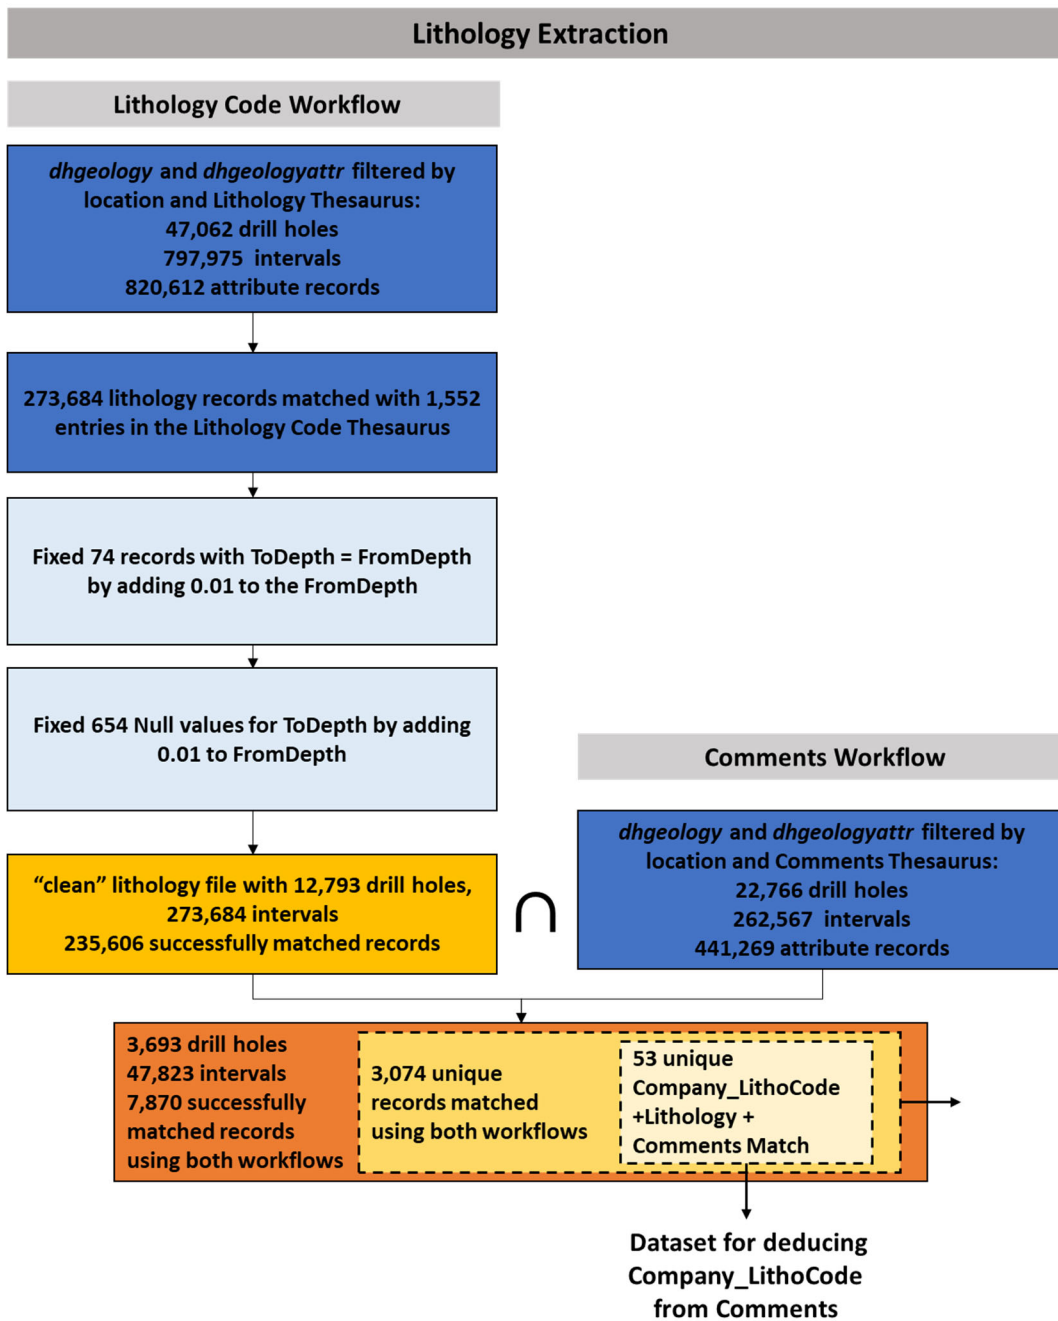 Lithology Extraction
Lithology Code Workflow
dhgeology and dhgeologyattr filtered by
location and Lithology Thesaurus:
47,062 drill holes
797,975 intervals
820,612 attribute records
273,684 lithology records matched with 1,552
entries in the Lithology Code Thesaurus
Fixed 74 records with ToDepth = FromDepth
by adding 0.01 to the FromDepth
Fixed 654 Null values for ToDepth by adding
0.01 to FromDepth
Comments Workflow
dhgeology and dhgeologyattr filtered by
location and Comments Thesaurus:
22,766 drill holes
262,567 intervals
441,269 attribute records
“clean” lithology file with 12,793 drill holes,
273,684 intervals
235,606 successfully matched records
∩
3,693 drill holes
47,823 intervals
7,870 successfully
matched records
using both workflows
3,074 unique
records matched
using both workflows
53 unique
Company_LithoCode
+Lithology +
Comments Match
Dataset for deducing
Company_LithoCode
from Comments